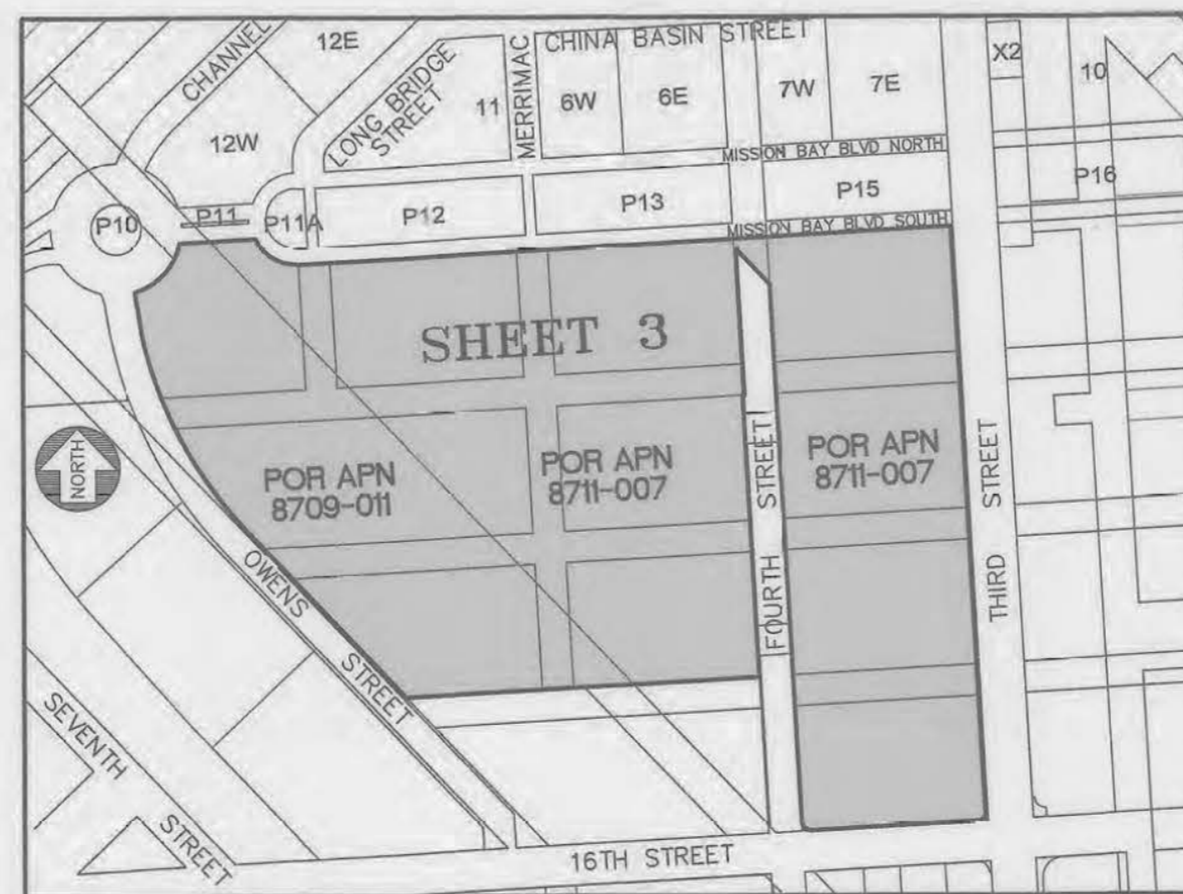 CHINA BASIN STREET
12E
CHANNEL
LONG BRIDGE
STREET
MERRIMAC
X2
10
11
6W
6E
7W
7E
12W
MISSION BAY BLVD NORTH
P10
P11
P11A
P12
P13
P15
P16
MISSION BAY BLVD SOUTH
SHEET 3
NORTH
POR APN
8709-011
POR APN
8711-007
POR APN
8711-007
FOURTH STREET
THIRD STREET
OWENS STREET
SEVENTH STREET
16TH STREET